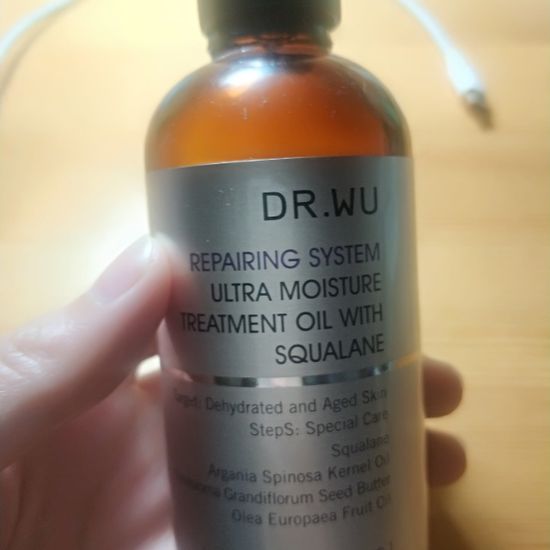 DR.WU
REPAIRING SYSTEM
ULTRA MOISTURE
TREATMENT OIL WITH
SQUALANE
Target: Dehydrated and Aged Skin
StepS: Special Care
Squalane
Argania Spinosa Kernel Oil
Grandiflorum Seed Butter
Olea Europaea Fruit Oil